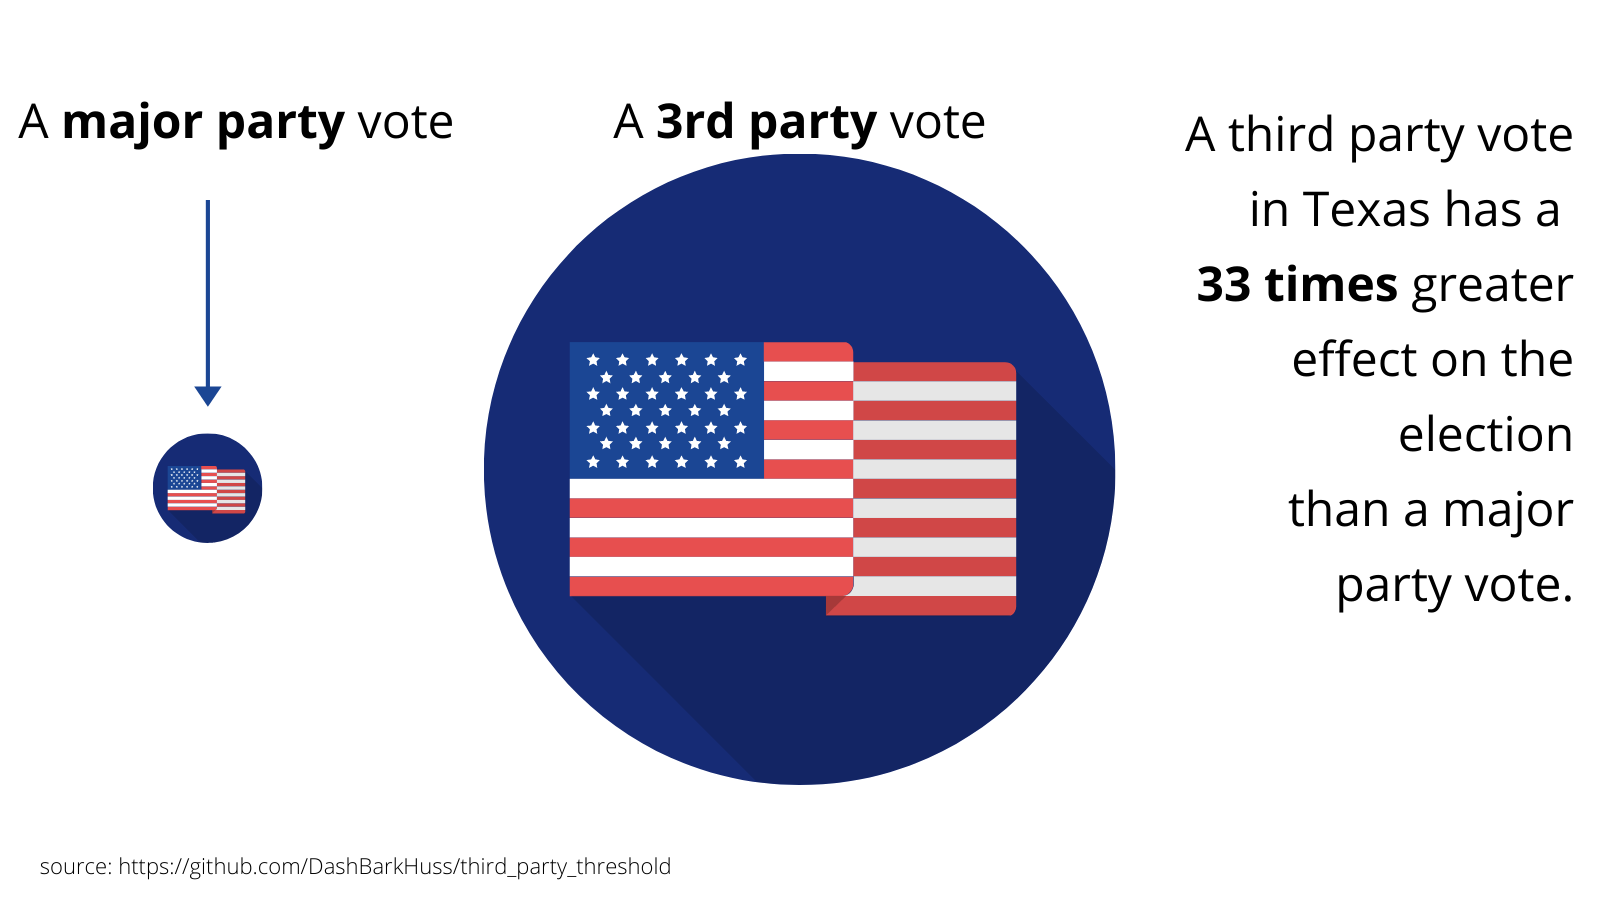 A major party vote
A 3rd party vote
A third party vote
in Texas has a
33 times greater
effect on the
election
than a major
party vote.
source: https://github.com/DashBarkHuss/third_party_threshold